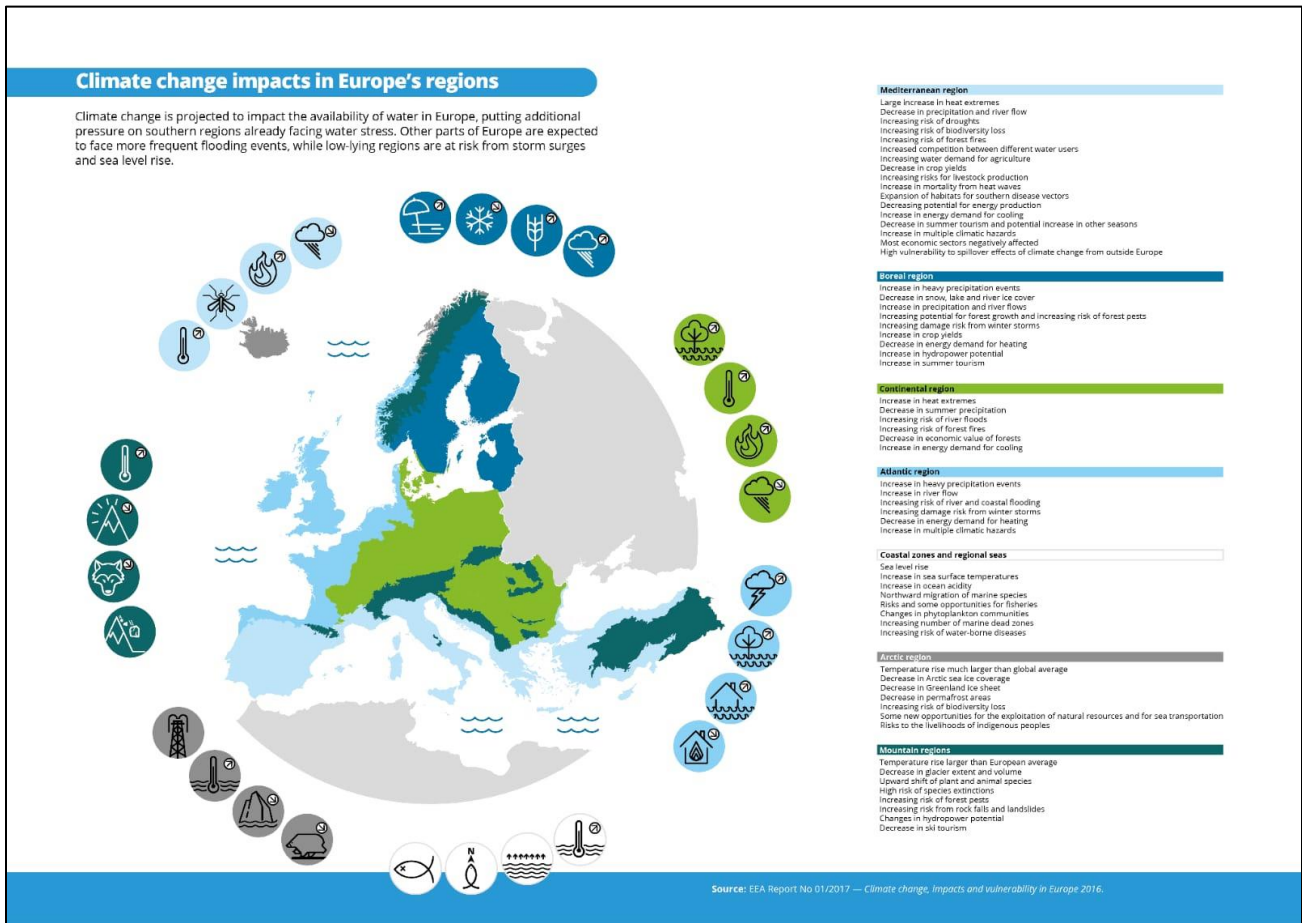 Climate change impacts in Europe's regions
Climate change is projected to impact the availability of water in Europe, putting additional
pressure on southern regions already facing water stress. Other parts of Europe are expected
to face more frequent flooding events, while low-lying regions are at risk from storm surges
and sea level rise.
Mediterranean region
Large increase in heat extremes
Decrease in precipitation and river flow
Increasing risk of droughts
Increasing risk of biodiversity loss
Increasing risk of forest fires
Increased competition between different water users
Increasing water demand for agriculture
Decrease in crop yields
Increasing risks for livestock production
Increase in mortality from heat waves
Expansion of habitats for southern disease vectors
Decreasing potential for energy production
Increase in energy demand for cooling
Decrease in summer tourism and potential increase in other seasons
Increase in multiple climatic hazards
Most economic sectors negatively affected
High vulnerability to spillover effects of climate change from outside Europe
Boreal region
Increase in heavy precipitation events
Decrease in snow, lake and river ice cover
Increase in precipitation and river flows
Increasing potential for forest growth and increasing risk of forest pests
Increasing damage risk from winter storms
Increase in crop yields
Decrease in energy demand for heating
Increase in hydropower potential
Increase in summer tourism
Continental region
Increase in heat extremes
Decrease in summer precipitation
Increasing risk of river floods
Increasing risk of forest fires
Decrease in economic value of forests
Increase in energy demand for cooling
Atlantic region
Increase in heavy precipitation events
Increase in river flow
Increasing risk of river and coastal flooding
Increasing damage risk from winter storms
Decrease in energy demand for heating
Increase in multiple climatic hazards
Coastal zones and regional seas
Sea level rise
Increase in sea surface temperatures
Increase in ocean acidity
Northward migration of marine species
Risks and some opportunities for fisheries
Changes in phytoplankton communities
Increasing number of marine dead zones
Increasing risk of water-borne diseases
Arctic region
Temperature rise much larger than global average
Decrease in Arctic sea ice coverage
Decrease in Greenland ice sheet
Decrease in permafrost areas
Increasing risk of biodiversity loss
Some new opportunities for the exploitation of natural resources and for sea transportation
Risks to the livelihoods of indigenous peoples
Mountain regions
Temperature rise larger than European average
Decrease in glacier extent and volume
Upward shift of plant and animal species
High risk of species extinctions
Increasing risk of forest pests
Increasing risk from rock falls and landslides
Changes in hydropower potential
Decrease in ski tourism
N
Source: EEA Report No 01/2017 — Climate change, impacts and vulnerability in Europe 2016.